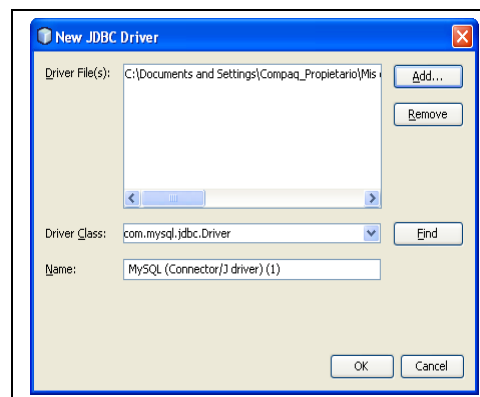 New JDBC Driver
Driver File(s):
C:\Documents and Settings\Compaq_Propietario\Mis
Add...
Remove
Driver Class:
com.mysql.jdbc.Driver
Find
Name:
MySQL (Connector/J driver) (1)
OK
Cancel